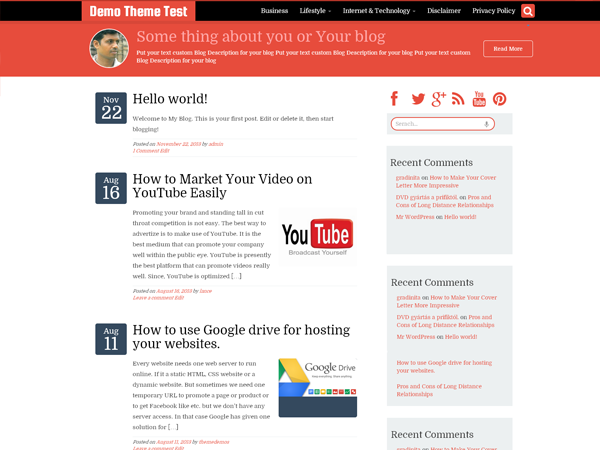 Demo Theme Test
Business Lifestyle Internet & Technology Disclaimer Privacy Policy
Some thing about you or Your blog
Put your text custom Blog Description for your blog Put your text custom Blog Description for your blog Put your text custom
Blog Description for your blog
Read More
Nov
22
Hello world!
Welcome to My Blog. This is your first post. Edit or delete it, then start
blogging!
Posted on November 22, 2013 by admin
1 Comment Edit
Aug
16
How to Market Your Video on
YouTube Easily
Promoting your brand and standing tall in cut
throat competition is not easy. The best way to
advertize is to make use of YouTube. It is the
best medium that can promote your company
well within the public eye. YouTube is presently
the best platform that can promote videos really
well. Since, YouTube is optimized [...]
YouTube
Broadcast Yourself
Posted on August 16, 2013 by
Leave a comment Edit
Aug
11
How to use Google drive for hosting
your websites.
Every website needs one web server to run
online. If it a static HTML, CSS website or a
dynamic website. But sometimes we need one
temporary URL to promote a page or product or
to get Facebook like etc. but we don't have any
server access. In that case Google has given one
solution for [...]
Google Drive
Posted on August 11, 2013 by themedemos
g+
You
Tube
Search...
Recent Comments
gradinita on How to Make Your Cover
Letter More Impressive
DVD gyártás a prifiktól. on Pros and
Cons of Long Distance Relationships
Mr WordPress on Hello world!
Recent Comments
gradinita on How to Make Your Cover
Letter More Impressive
DVD gyártás a prifiktól. on Pros and
Cons of Long Distance Relationships
Mr WordPress on Hello world!
How to use Google drive for hosting
your websites.
Pros and Cons of Long Distance
Relationships
Recent Comments
gradinita on How to Make Your Cover